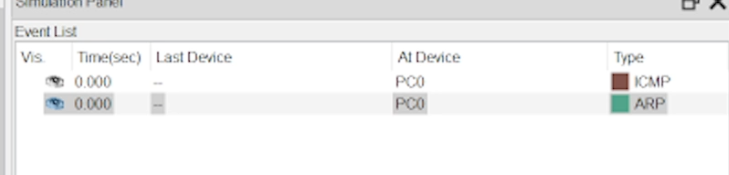 Simulation Panel
Event List
Vis. Time(sec) Last Device At Device Type
0.000 -- PC0 ICMP
0.000 -- PC0 ARP